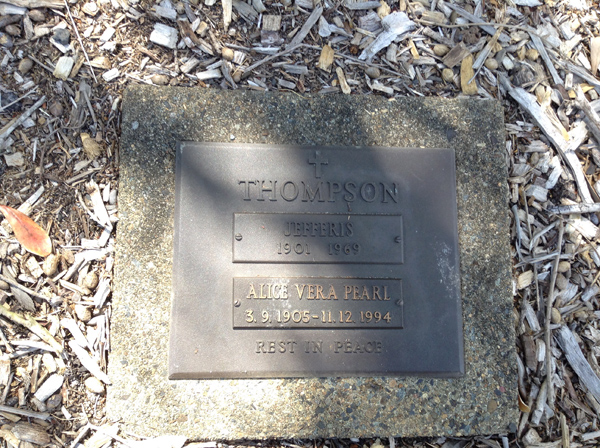 THOMPSON
JEFFERIS
1901 1969
ALICE VERA PEARL
3.9.1905-11.12.1994
REST IN PEACE